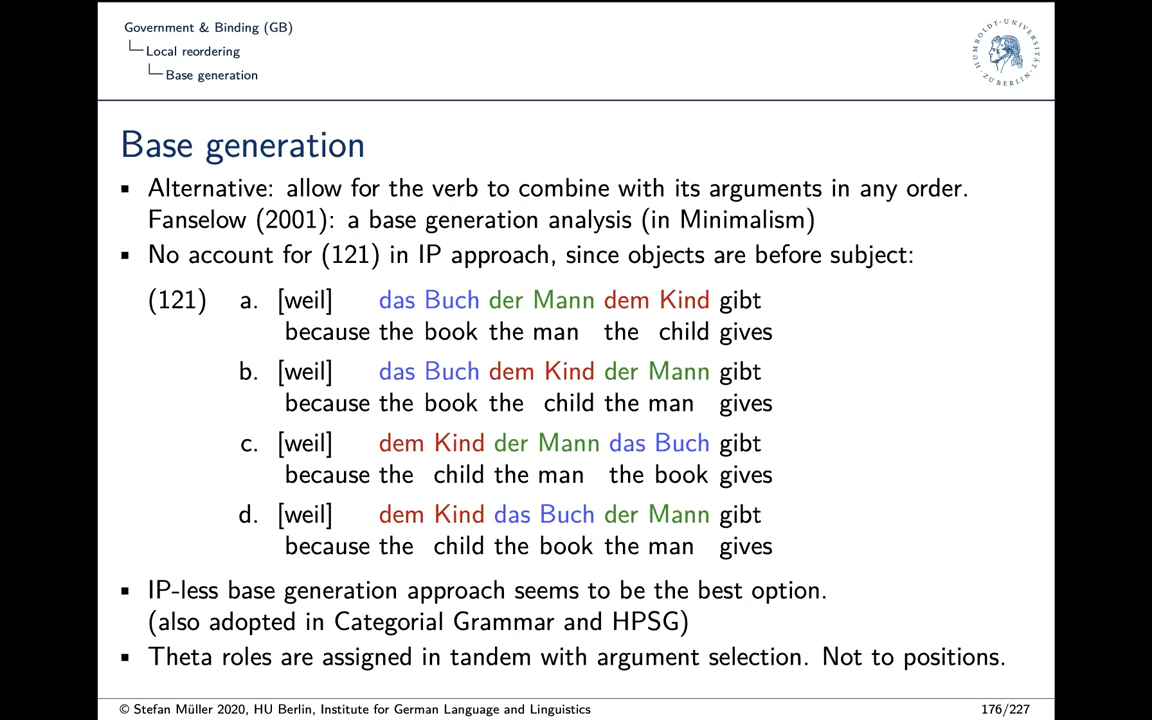 Government & Binding (GB)
Local reordering
Base generation
HUMBOLDT-UNIVERSITÄT ZU BERLIN
Base generation
▪ Alternative: allow for the verb to combine with its arguments in any order.
Fanselow (2001): a base generation analysis (in Minimalism)
▪ No account for (121) in IP approach, since objects are before subject:
(121) a. [weil] das Buch der Mann dem Kind gibt
because the book the man the child gives
b. [weil] das Buch dem Kind der Mann gibt
because the book the child the man gives
c. [weil] dem Kind der Mann das Buch gibt
because the child the man the book gives
d. [weil] dem Kind das Buch der Mann gibt
because the child the book the man gives
▪ IP-less base generation approach seems to be the best option.
(also adopted in Categorial Grammar and HPSG)
▪ Theta roles are assigned in tandem with argument selection. Not to positions.
© Stefan Müller 2020, HU Berlin, Institute for German Language and Linguistics 176/227